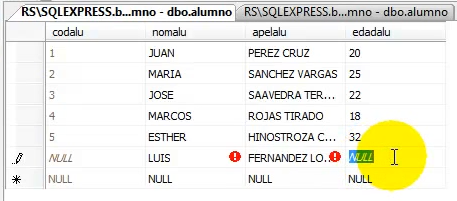 RS\SQLEXPRESS.b...mno - dbo.alumno RS\SQLEXPRESS.b...mno - dbo.alumno
codalu nomalu apelalu edadalu
1 JUAN PEREZ CRUZ 20
2 MARIA SANCHEZ VARGAS 25
3 JOSE SAAVEDRA TER... 22
4 MARCOS ROJAS TIRADO 18
5 ESTHER HINOSTROZA C... 32
NULL LUIS FERNANDEZ LO... NULL
NULL NULL NULL NULL